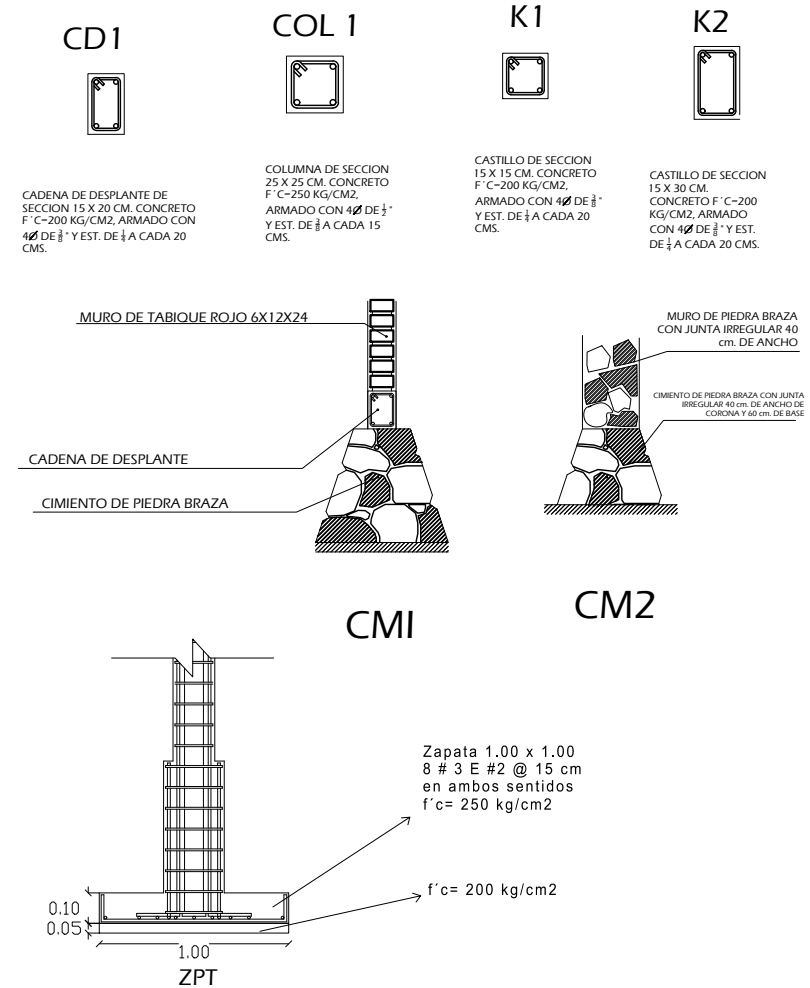 CD1
COL 1
K1
K2
CADENA DE DESPLANTE DE
SECCION 15 X 20 CM. CONCRETO
F´C=200 KG/CM2, ARMADO CON
4Ø DE 3/8 " Y EST. DE 1/4 A CADA 20
CMS.
COLUMNA DE SECCION
25 X 25 CM. CONCRETO
F´C=250 KG/CM2,
ARMADO CON 4Ø DE 1/2 "
Y EST. DE 3/8 A CADA 15
CMS.
CASTILLO DE SECCION
15 X 15 CM. CONCRETO
F´C=200 KG/CM2,
ARMADO CON 4Ø DE 3/8 "
Y EST. DE 1/4 A CADA 20
CMS.
CASTILLO DE SECCION
15 X 30 CM.
CONCRETO F´C=200
KG/CM2, ARMADO
CON 4Ø DE 3/8 " Y EST.
DE 1/4 A CADA 20 CMS.
MURO DE TABIQUE ROJO 6X12X24
CADENA DE DESPLANTE
CIMIENTO DE PIEDRA BRAZA
MURO DE PIEDRA BRAZA
CON JUNTA IRREGULAR 40
cm. DE ANCHO
CIMIENTO DE PIEDRA BRAZA CON JUNTA
IRREGULAR 40 cm. DE ANCHO DE
CORONA Y 60 cm. DE BASE
CM1
CM2
Zapata 1.00 x 1.00
8 # 3 E #2 @ 15 cm
en ambos sentidos
f´c= 250 kg/cm2
f´c= 200 kg/cm2
0.10
0.05
1.00
ZPT